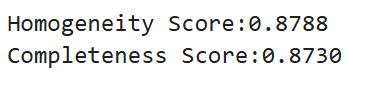 Homogeneity Score:0.8788
Completeness Score:0.8730